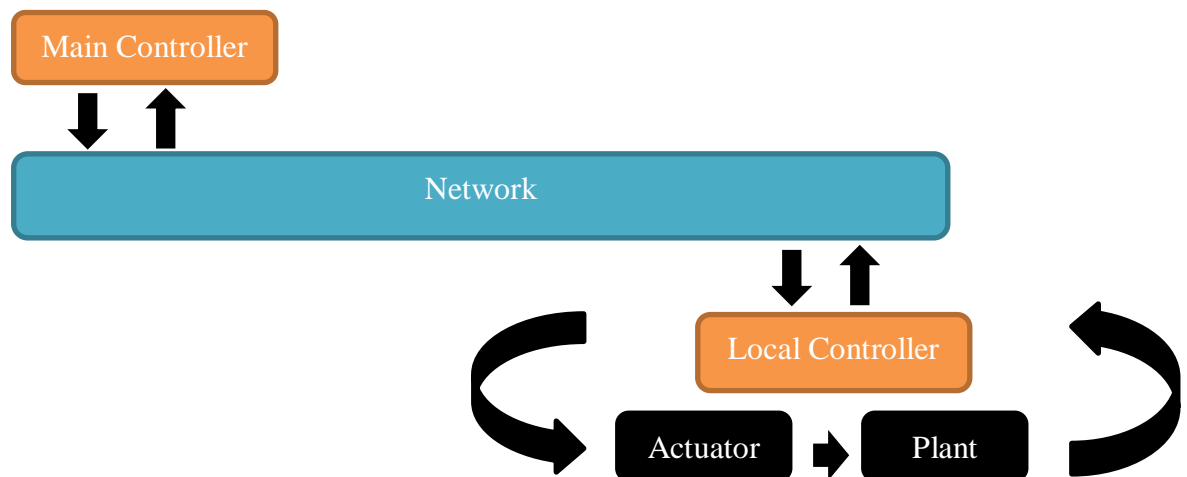 Main Controller
Network
Local Controller
Actuator
Plant